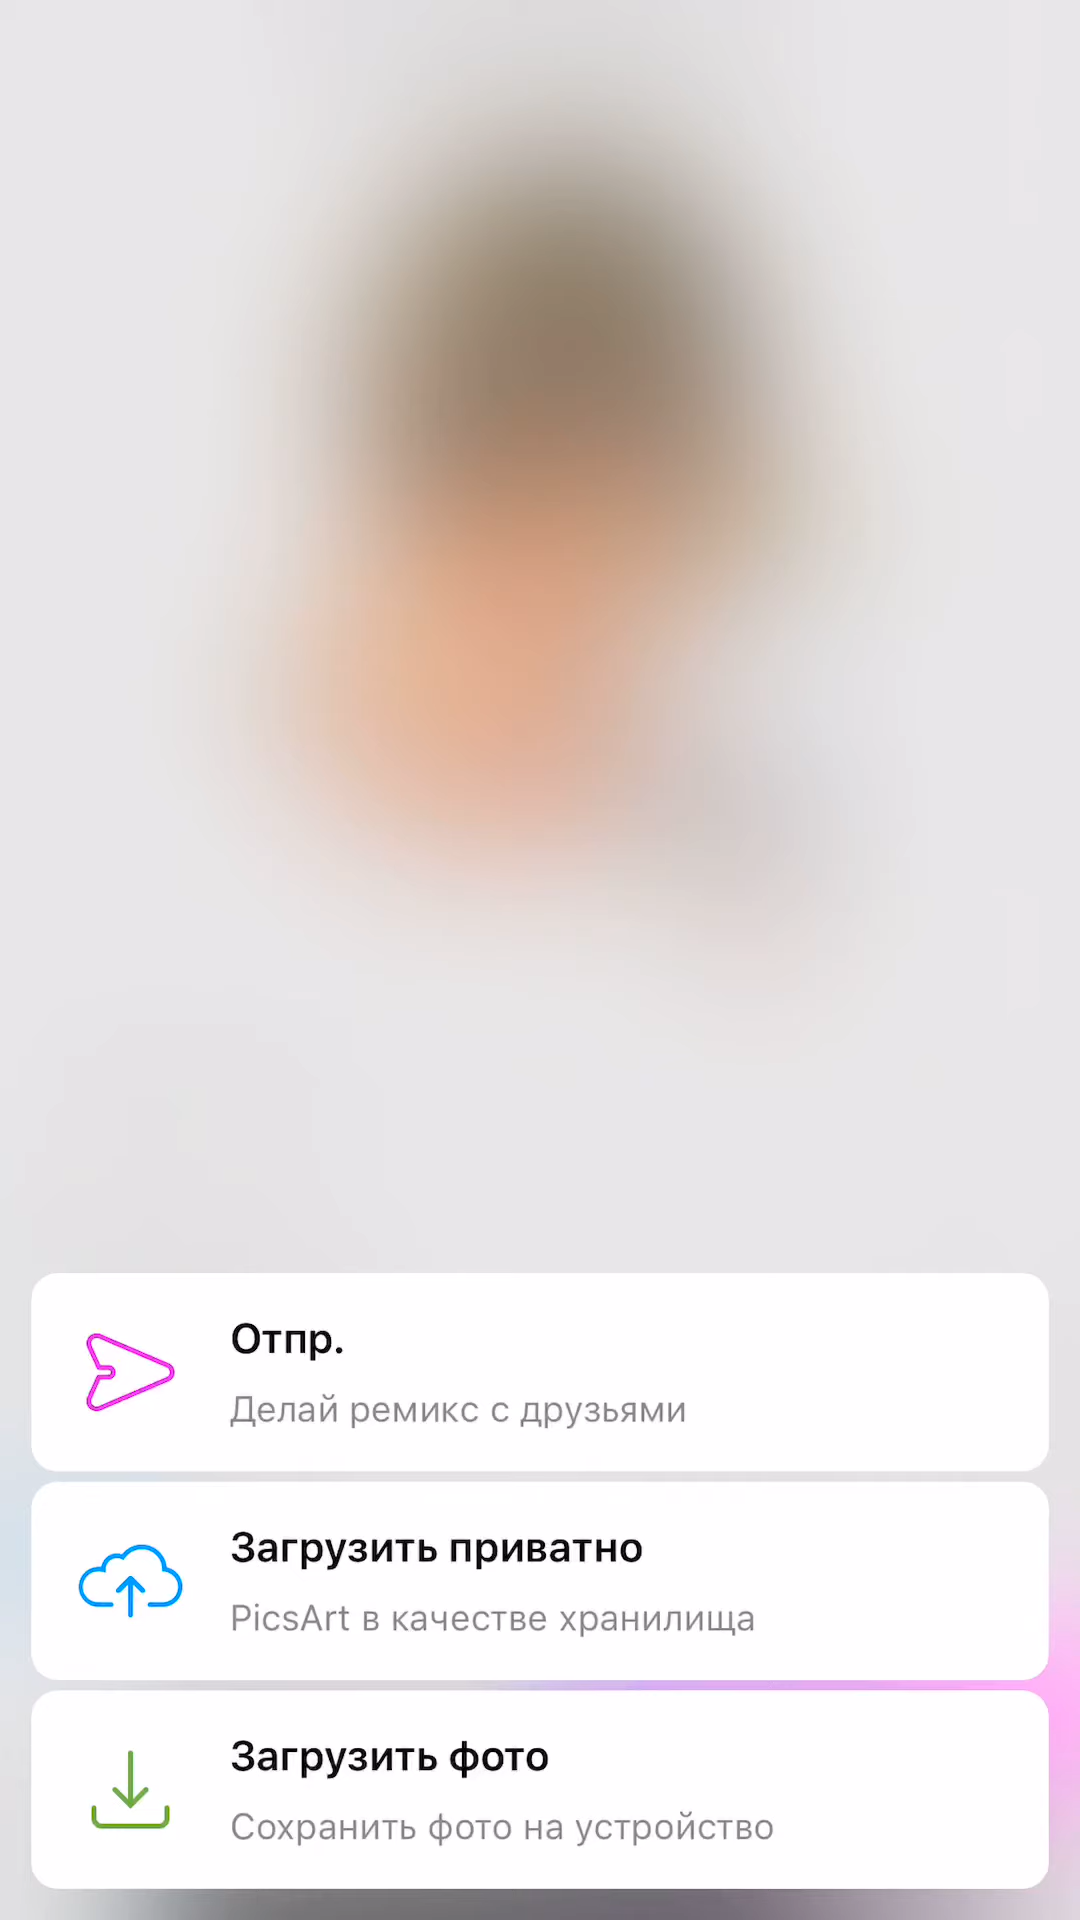 Отпр.
Делай ремикс с друзьями
Загрузить приватно
PicsArt в качестве хранилища
Загрузить фото
Сохранить фото на устройство